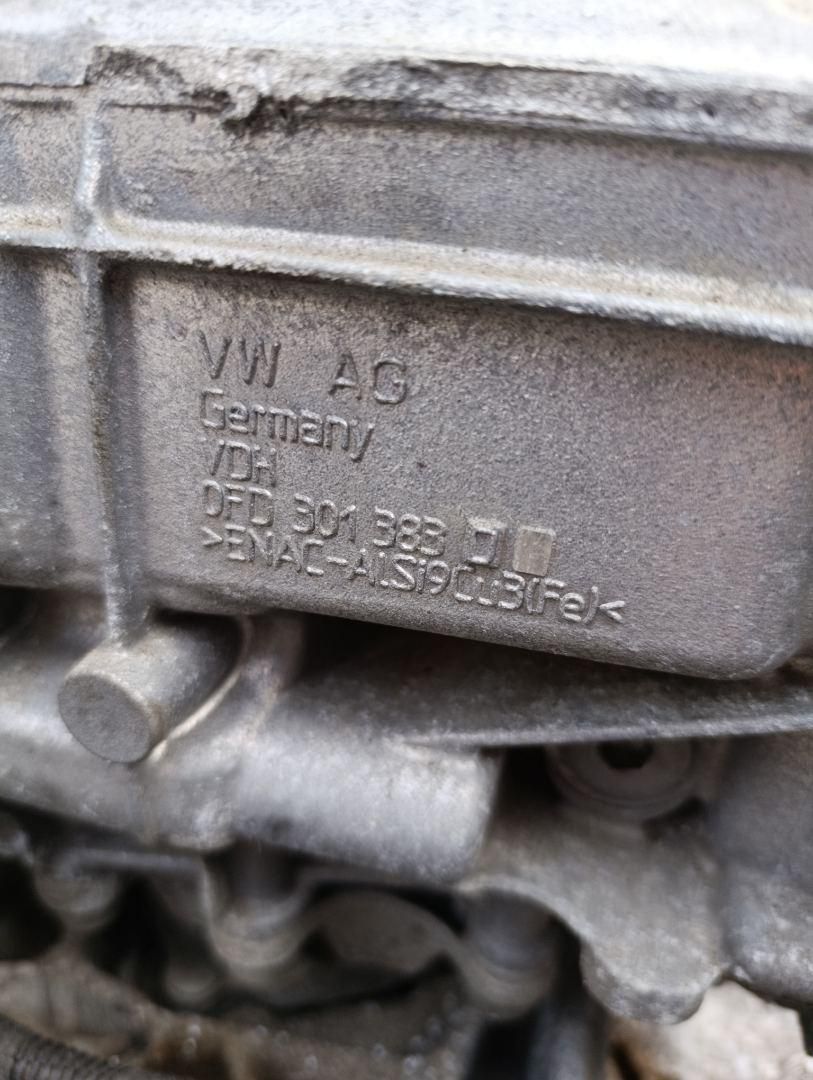 VW AG
Germany
VDH
0FD 301 383 D
>ENAC-AlSi9Cu3(Fe)<